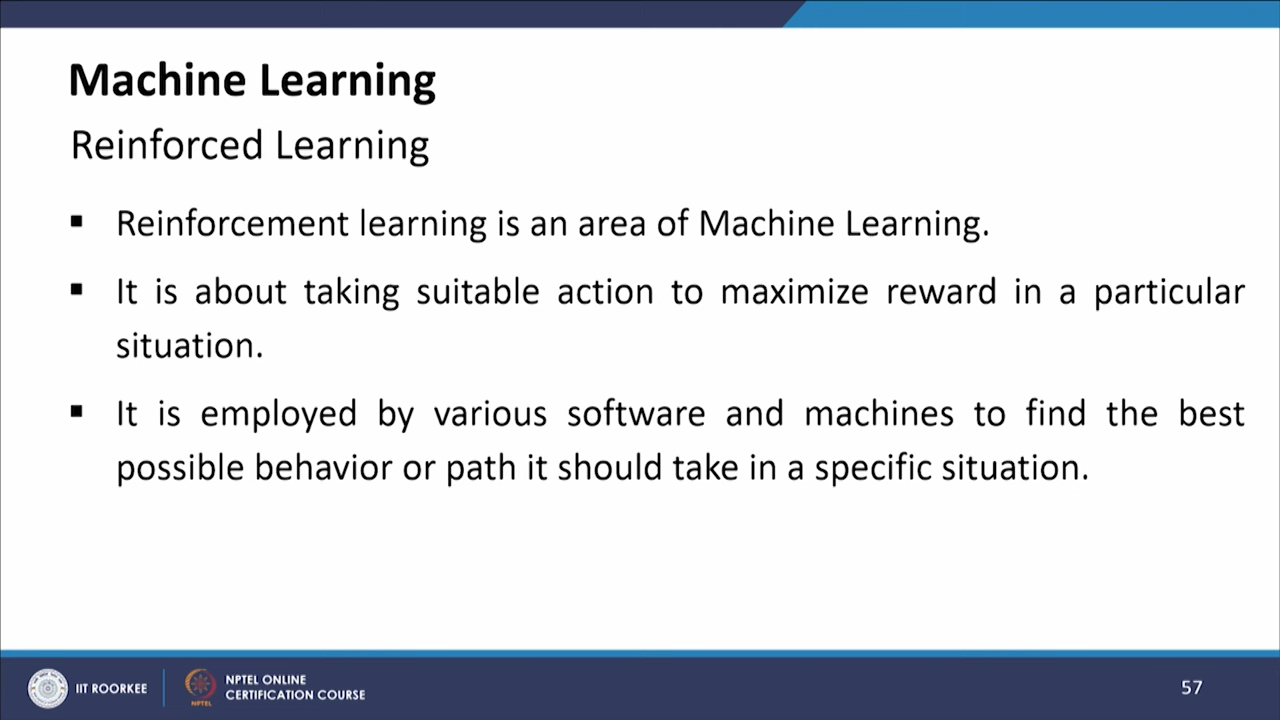 Machine Learning
Reinforced Learning
▪ Reinforcement learning is an area of Machine Learning.
▪ It is about taking suitable action to maximize reward in a particular
situation.
▪ It is employed by various software and machines to find the best
possible behavior or path it should take in a specific situation.
IIT ROORKEE
NPTEL
NPTEL ONLINE
CERTIFICATION COURSE
57